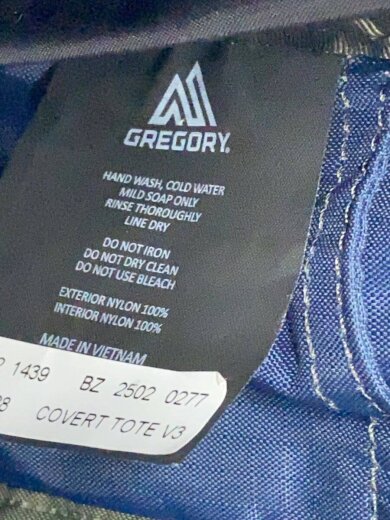 GREGORY.
HAND WASH, COLD WATER
MILD SOAP ONLY
RINSE THOROUGHLY
LINE DRY
DO NOT IRON
DO NOT DRY CLEAN
DO NOT USE BLEACH
EXTERIOR NYLON 100%
INTERIOR NYLON 100%
MADE IN VIETNAM
1439 BZ 2502 0277
COVERT TOTE V3